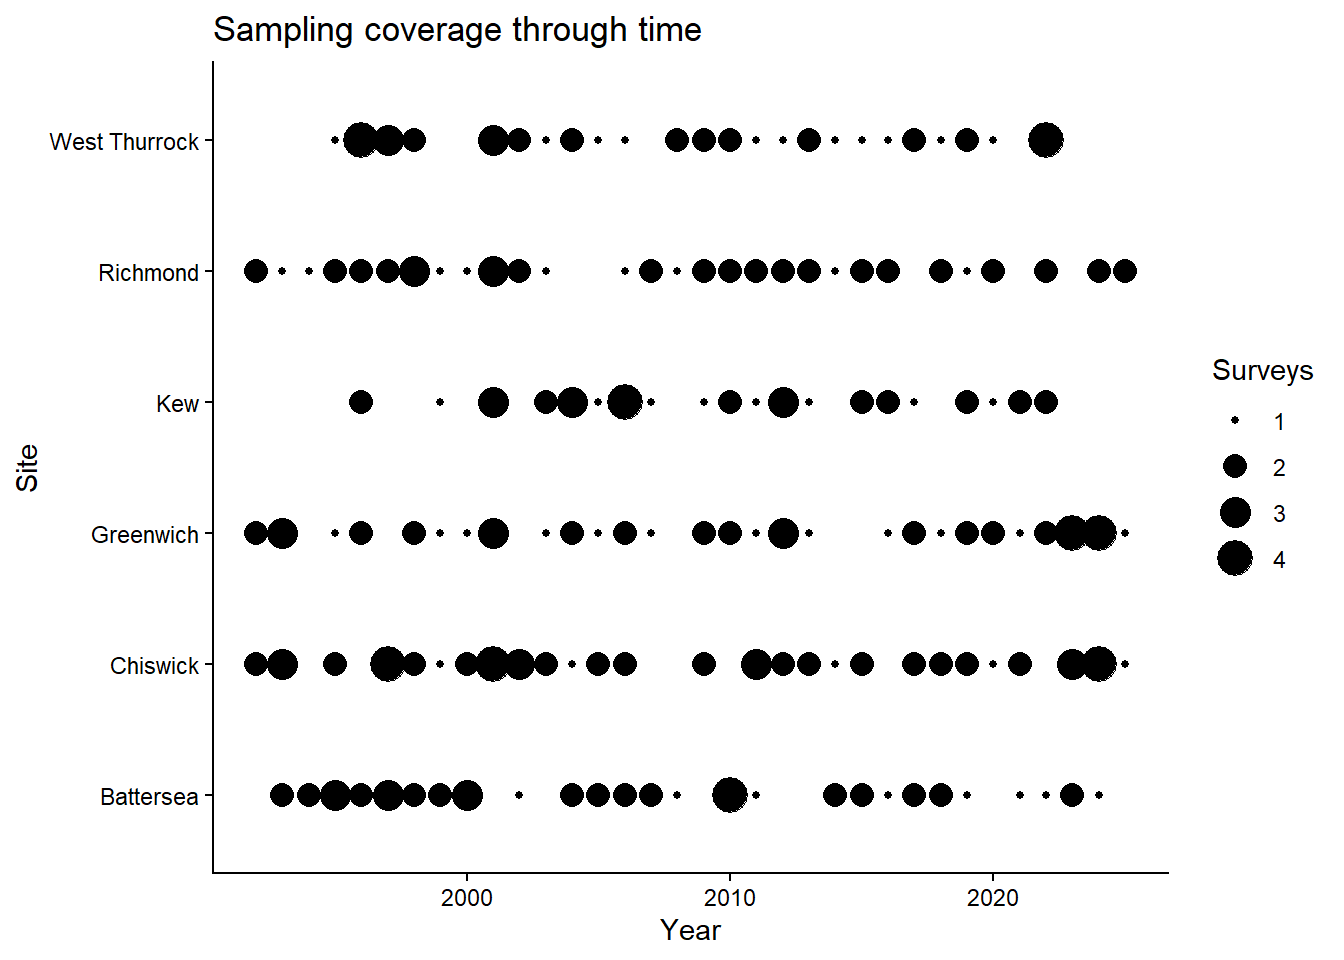 Sampling coverage through time
West Thurrock
Richmond
Kew
Greenwich
Chiswick
Battersea
Site
2000
2010
2020
Year
Surveys
1
2
3
4